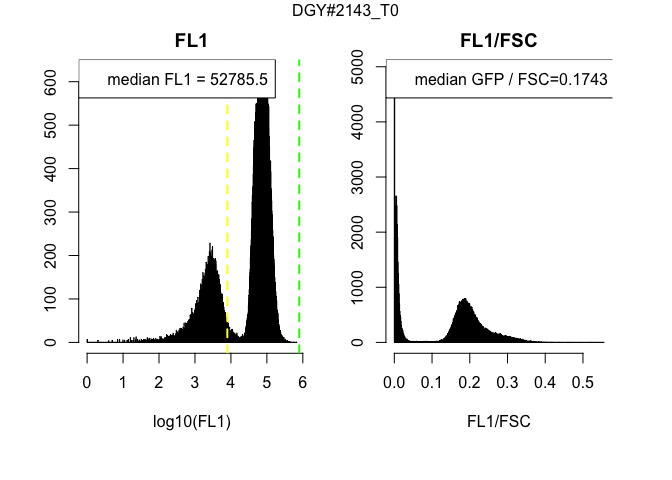 DGY#2143_T0
FL1
median FL1 = 52785.5
0 100 200 300 400 500 600
0 1 2 3 4 5 6
log10(FL1)
FL1/FSC
median GFP / FSC=0.1743
0 1000 2000 3000 4000 5000
0.0 0.1 0.2 0.3 0.4 0.5
FL1/FSC